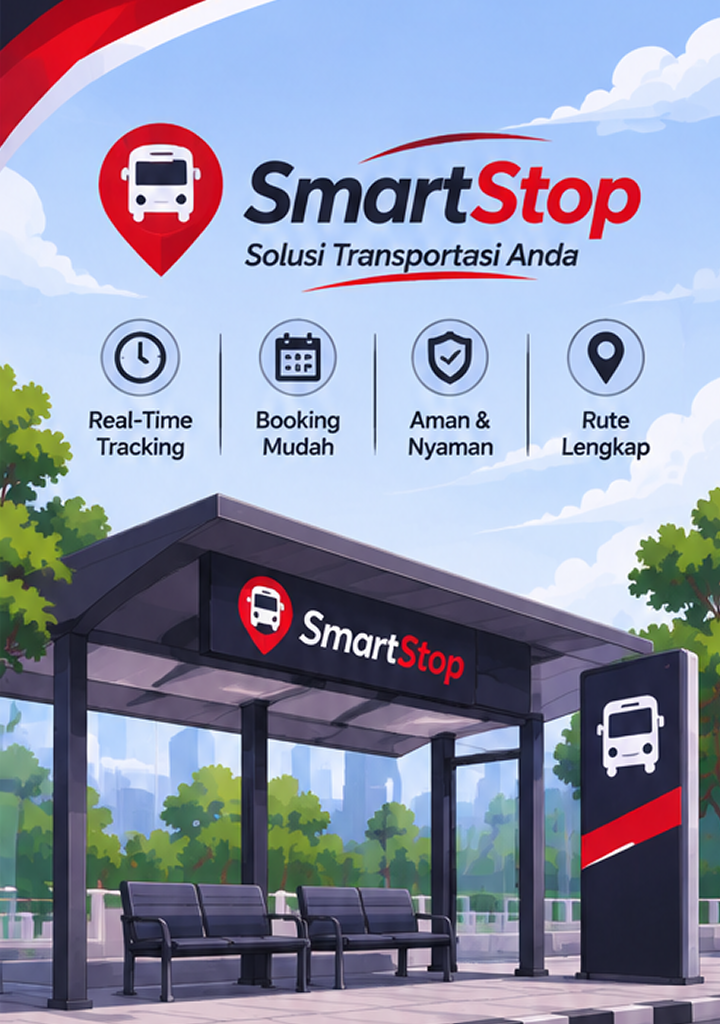 SmartStop
Solusi Transportasi Anda
Real-Time
Tracking
Booking
Mudah
Aman &
Nyaman
Rute
Lengkap
SmartStop